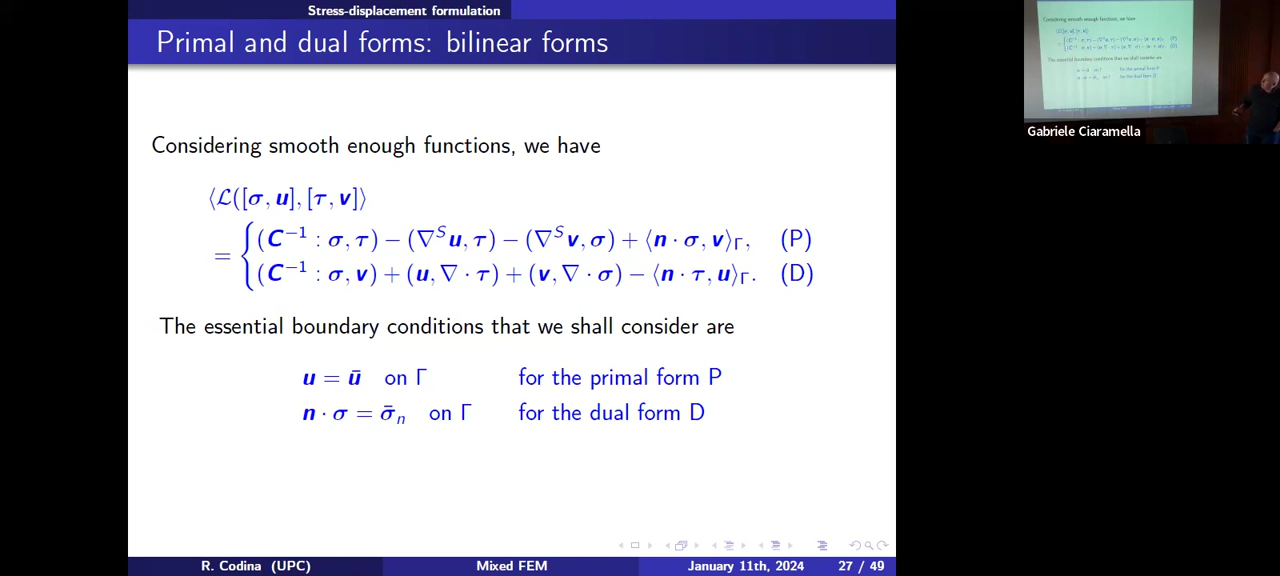 Stress-displacement formulation
Primal and dual forms: bilinear forms
Considering smooth enough functions, we have
⟨ℒ([σ, u], [τ, v]⟩
= { (C⁻¹ : σ, τ) − (∇ˢu, τ) − (∇ˢv, σ) + ⟨n · σ, v⟩Γ, (P)
(C⁻¹ : σ, v) + (u, ∇ · τ) + (v, ∇ · σ) − ⟨n · τ, u⟩Γ. (D)
The essential boundary conditions that we shall consider are
u = ū on Γ for the primal form P
n · σ = σ̄ₙ on Γ for the dual form D
R. Codina (UPC) Mixed FEM January 11th, 2024 27 / 49
Gabriele Ciaramella